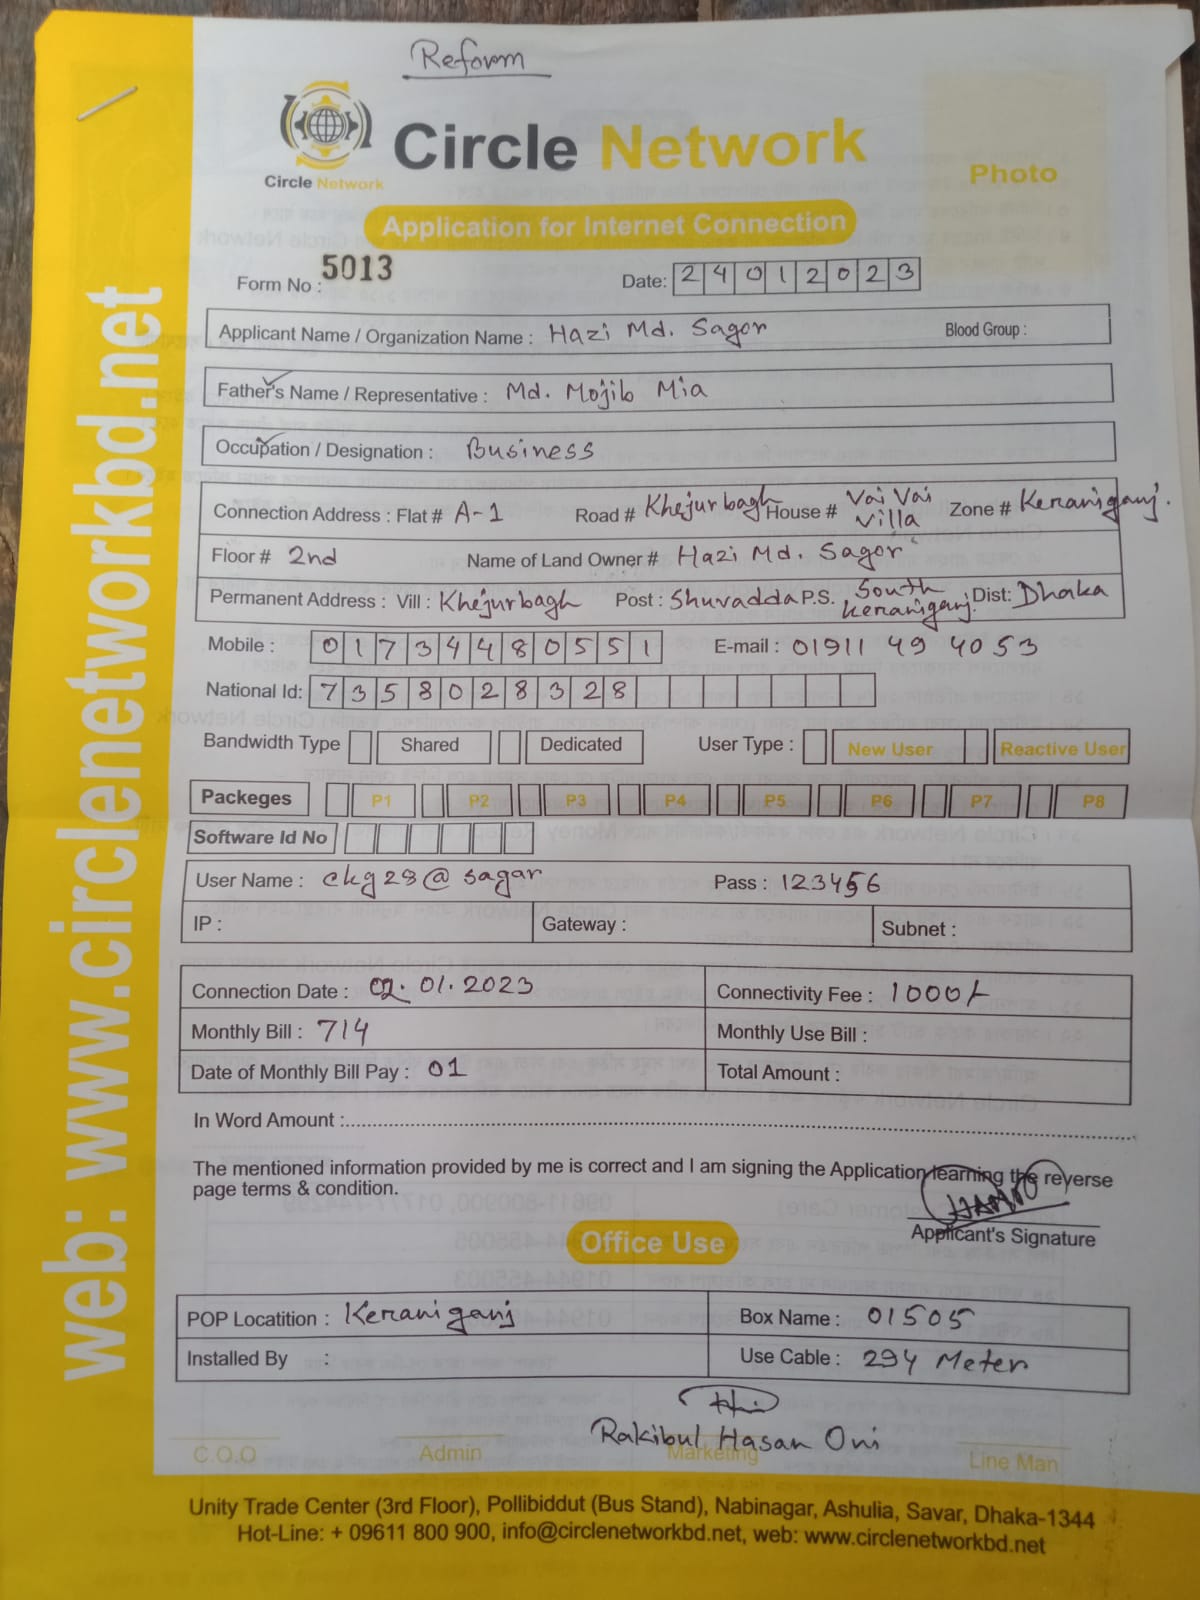 Reform
Circle Network
Circle Network
Photo
Application for Internet Connection
Form No : 5013
Date: 24012023
Applicant Name / Organization Name : Hazi Md. Sagor Blood Group :
Father's Name / Representative : Md. Mojib Mia
Occupation / Designation : Business
Connection Address : Flat # A-1 Road # Khejurbagh House # Vai Vai Villa Zone # Keraniganj.
Floor # 2nd Name of Land Owner # Hazi Md. Sagor
Permanent Address : Vill : Khejurbagh Post : Shuvadda P.S. South Keraniganj. Dist: Dhaka
Mobile : 01734480551 E-mail : 01911 49 4053
National Id: 7358028328
Bandwidth Type Shared Dedicated User Type : New User Reactive User
Packeges P1 P2 P3 P4 P5 P6 P7 P8
Software Id No
User Name : ckg28@sagar Pass : 123456
IP : Gateway : Subnet :
Connection Date : 02.01.2023 Connectivity Fee : 1000/-
Monthly Bill : 714 Monthly Use Bill :
Date of Monthly Bill Pay : 01 Total Amount :
In Word Amount :
The mentioned information provided by me is correct and I am signing the Application learning the reverse
page terms & condition.
Applicant's Signature
Office Use
POP Locatition : Keraniganj Box Name : 01505
Installed By : Use Cable : 294 Meter
Rakibul Hasan Oni
C.O.O Admin Marketing Line Man
Unity Trade Center (3rd Floor), Pollibiddut (Bus Stand), Nabinagar, Ashulia, Savar, Dhaka-1344
Hot-Line: + 09611 800 900, info@circlenetworkbd.net, web: www.circlenetworkbd.net
web: www.circlenetworkbd.net